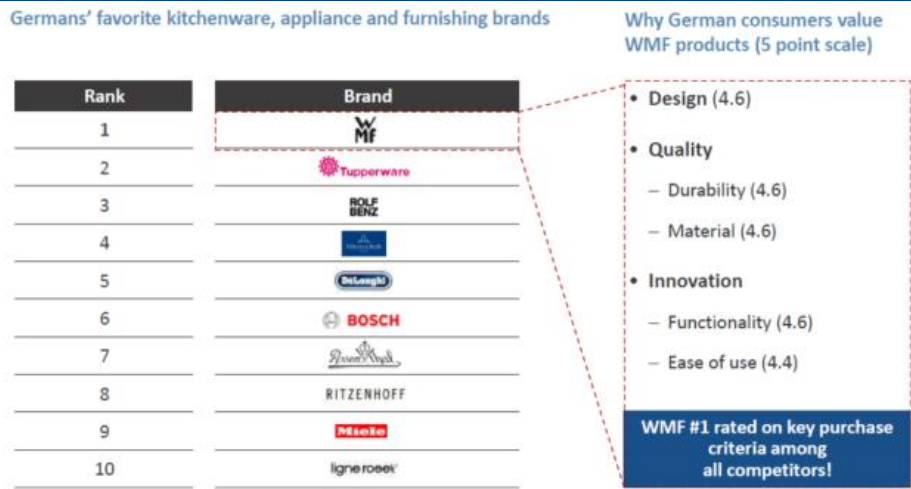 Germans' favorite kitchenware, appliance and furnishing brands
Rank Brand
1 WMF
2 Tupperware
3 ROLF BENZ
4 Villeroy & Boch
5 DeLonghi
6 BOSCH
7 Rosenthal
8 RITZENHOFF
9 Miele
10 ligne roset
Why German consumers value
WMF products (5 point scale)
• Design (4.6)
• Quality
– Durability (4.6)
– Material (4.6)
• Innovation
– Functionality (4.6)
– Ease of use (4.4)
WMF #1 rated on key purchase
criteria among
all competitors!